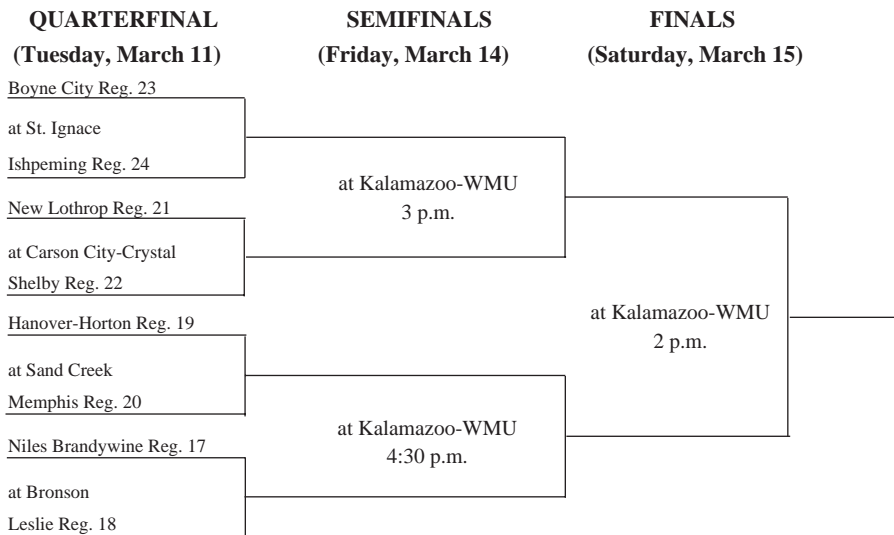 QUARTERFINAL
(Tuesday, March 11)
SEMIFINALS
(Friday, March 14)
FINALS
(Saturday, March 15)
Boyne City Reg. 23
at St. Ignace
Ishpeming Reg. 24
New Lothrop Reg. 21
at Carson City-Crystal
Shelby Reg. 22
Hanover-Horton Reg. 19
at Sand Creek
Memphis Reg. 20
Niles Brandywine Reg. 17
at Bronson
Leslie Reg. 18
at Kalamazoo-WMU
3 p.m.
at Kalamazoo-WMU
4:30 p.m.
at Kalamazoo-WMU
2 p.m.